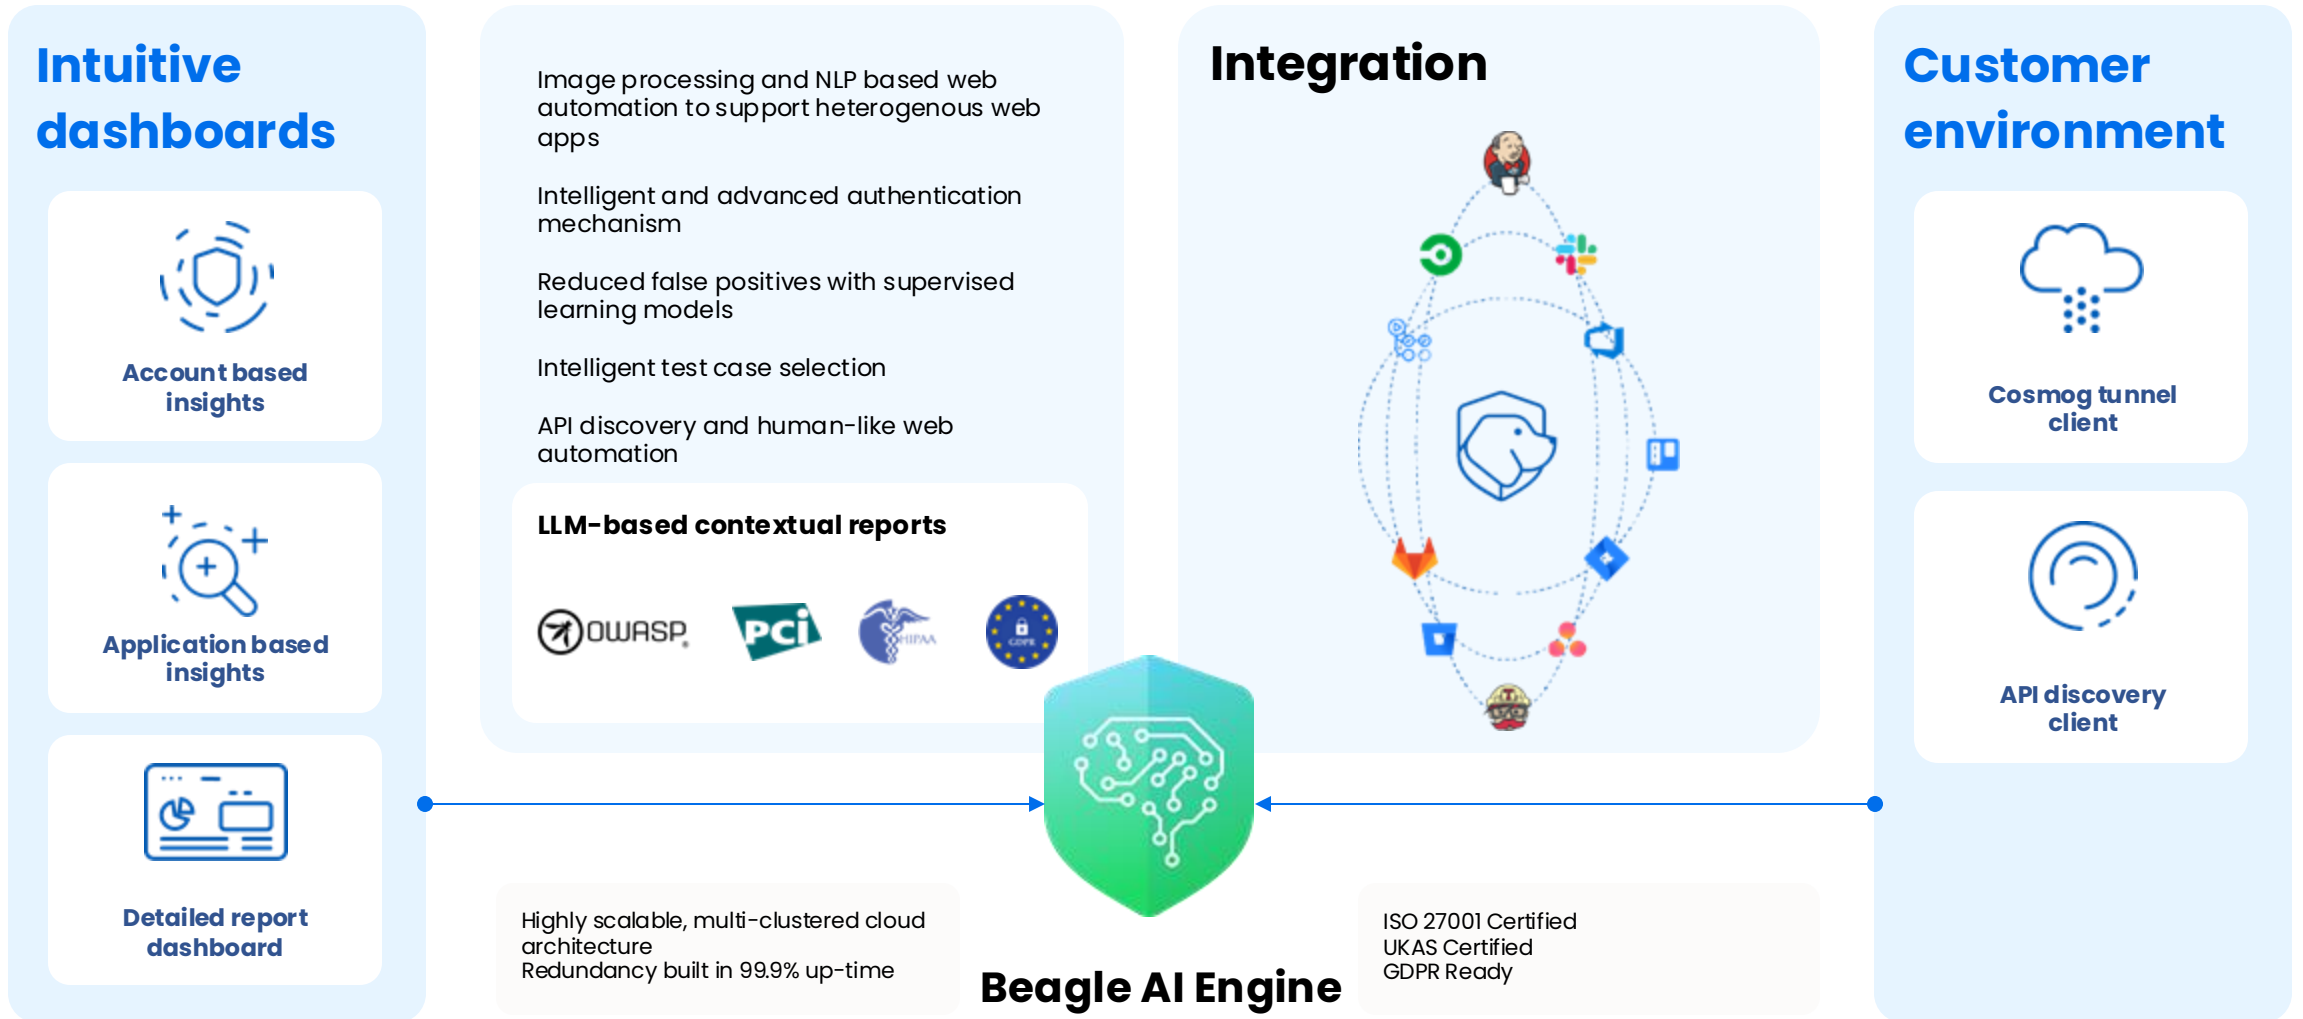 Intuitive
dashboards
Account based
insights
Application based
insights
Detailed report
dashboard
Image processing and NLP based web
automation to support heterogenous web
apps
Intelligent and advanced authentication
mechanism
Reduced false positives with supervised
learning models
Intelligent test case selection
API discovery and human-like web
automation
LLM-based contextual reports
OWASP
PCi
HIPAA
GDPR
Integration
Customer
environment
Cosmog tunnel
client
API discovery
client
Highly scalable, multi-clustered cloud
architecture
Redundancy built in 99.9% up-time
Beagle AI Engine
ISO 27001 Certified
UKAS Certified
GDPR Ready